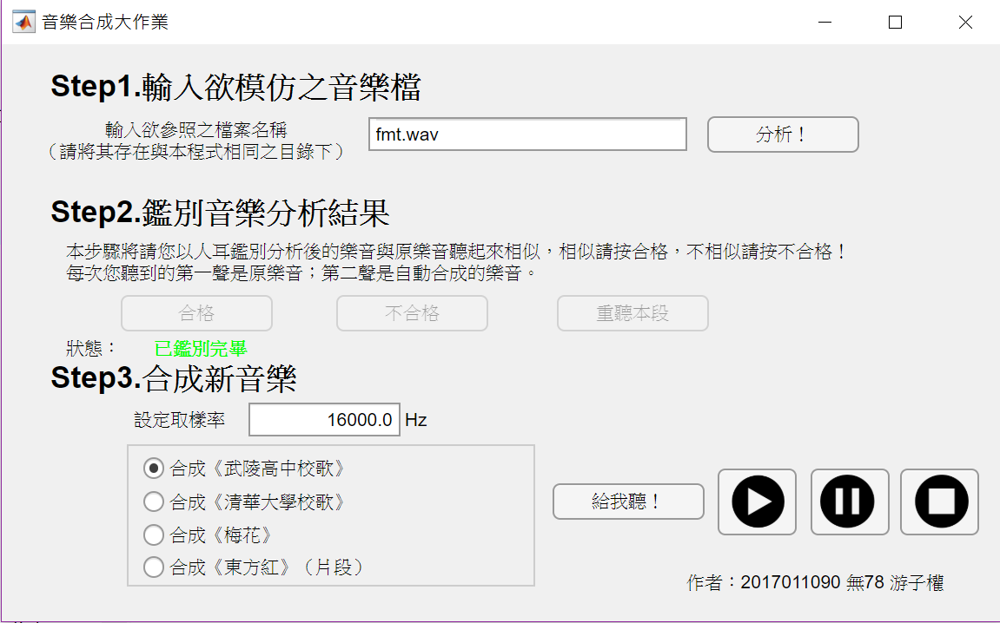 音樂合成大作業
Step1.輸入欲模仿之音樂檔
輸入欲參照之檔案名稱
（請將其存在與本程式相同之目錄下）
fmt.wav
分析！
Step2.鑑別音樂分析結果
本步驟將請您以人耳鑑別分析後的樂音與原樂音聽起來相似，相似請按合格，不相似請按不合格！
每次您聽到的第一聲是原樂音；第二聲是自動合成的樂音。
合格
不合格
重聽本段
狀態：
已鑑別完畢
Step3.合成新音樂
設定取樣率
16000.0
Hz
合成《武陵高中校歌》
合成《清華大學校歌》
合成《梅花》
合成《東方紅》（片段）
給我聽！
作者：2017011090 無78 游子權